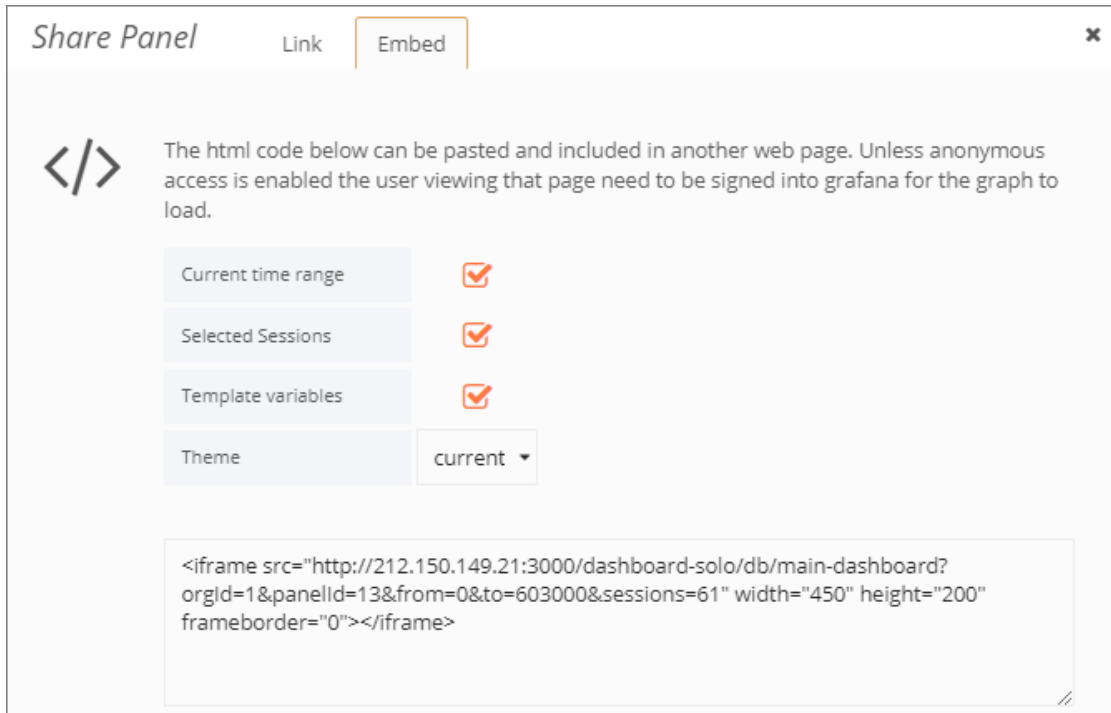 Share Panel
Link
Embed
The html code below can be pasted and included in another web page. Unless anonymous
access is enabled the user viewing that page need to be signed into grafana for the graph to
load.
Current time range
Selected Sessions
Template variables
Theme
current
<iframe src="http://212.150.149.21:3000/dashboard-solo/db/main-dashboard?
orgId=1&panelId=13&from=0&to=603000&sessions=61" width="450" height="200"
frameborder="0"></iframe>